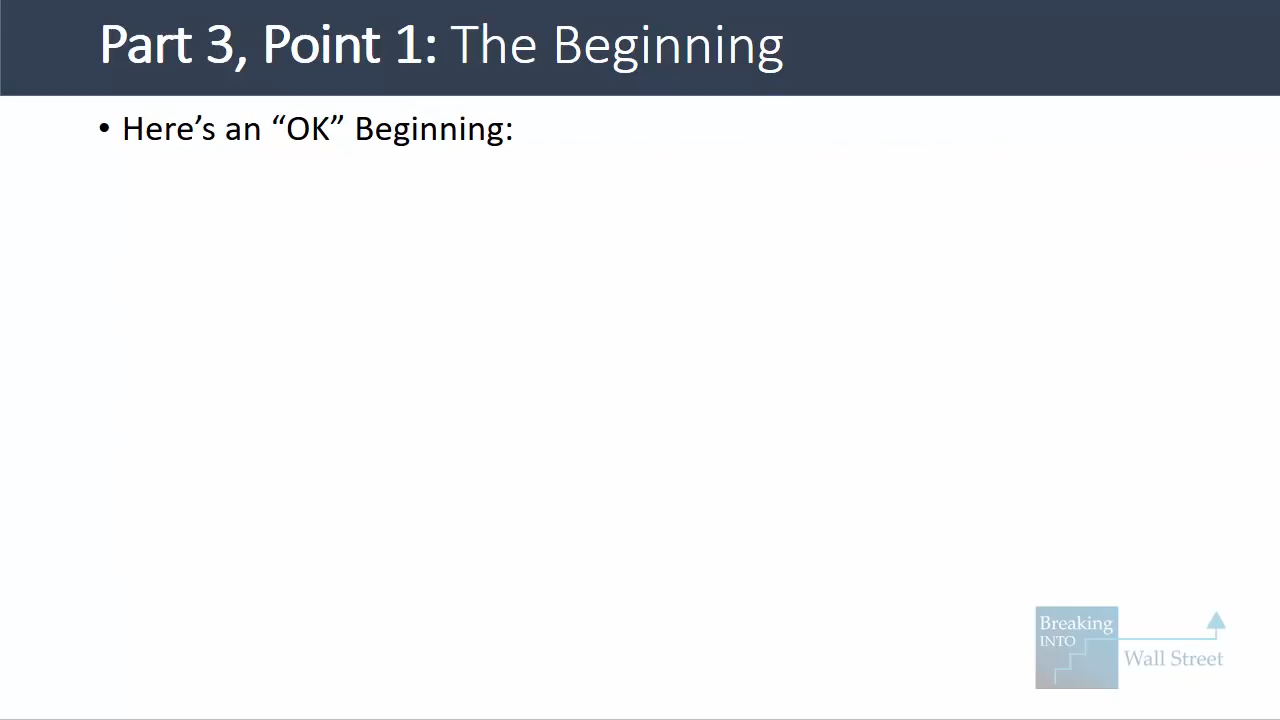 Part 3, Point 1: The Beginning
• Here’s an “OK” Beginning:
Breaking
INTO
Wall Street